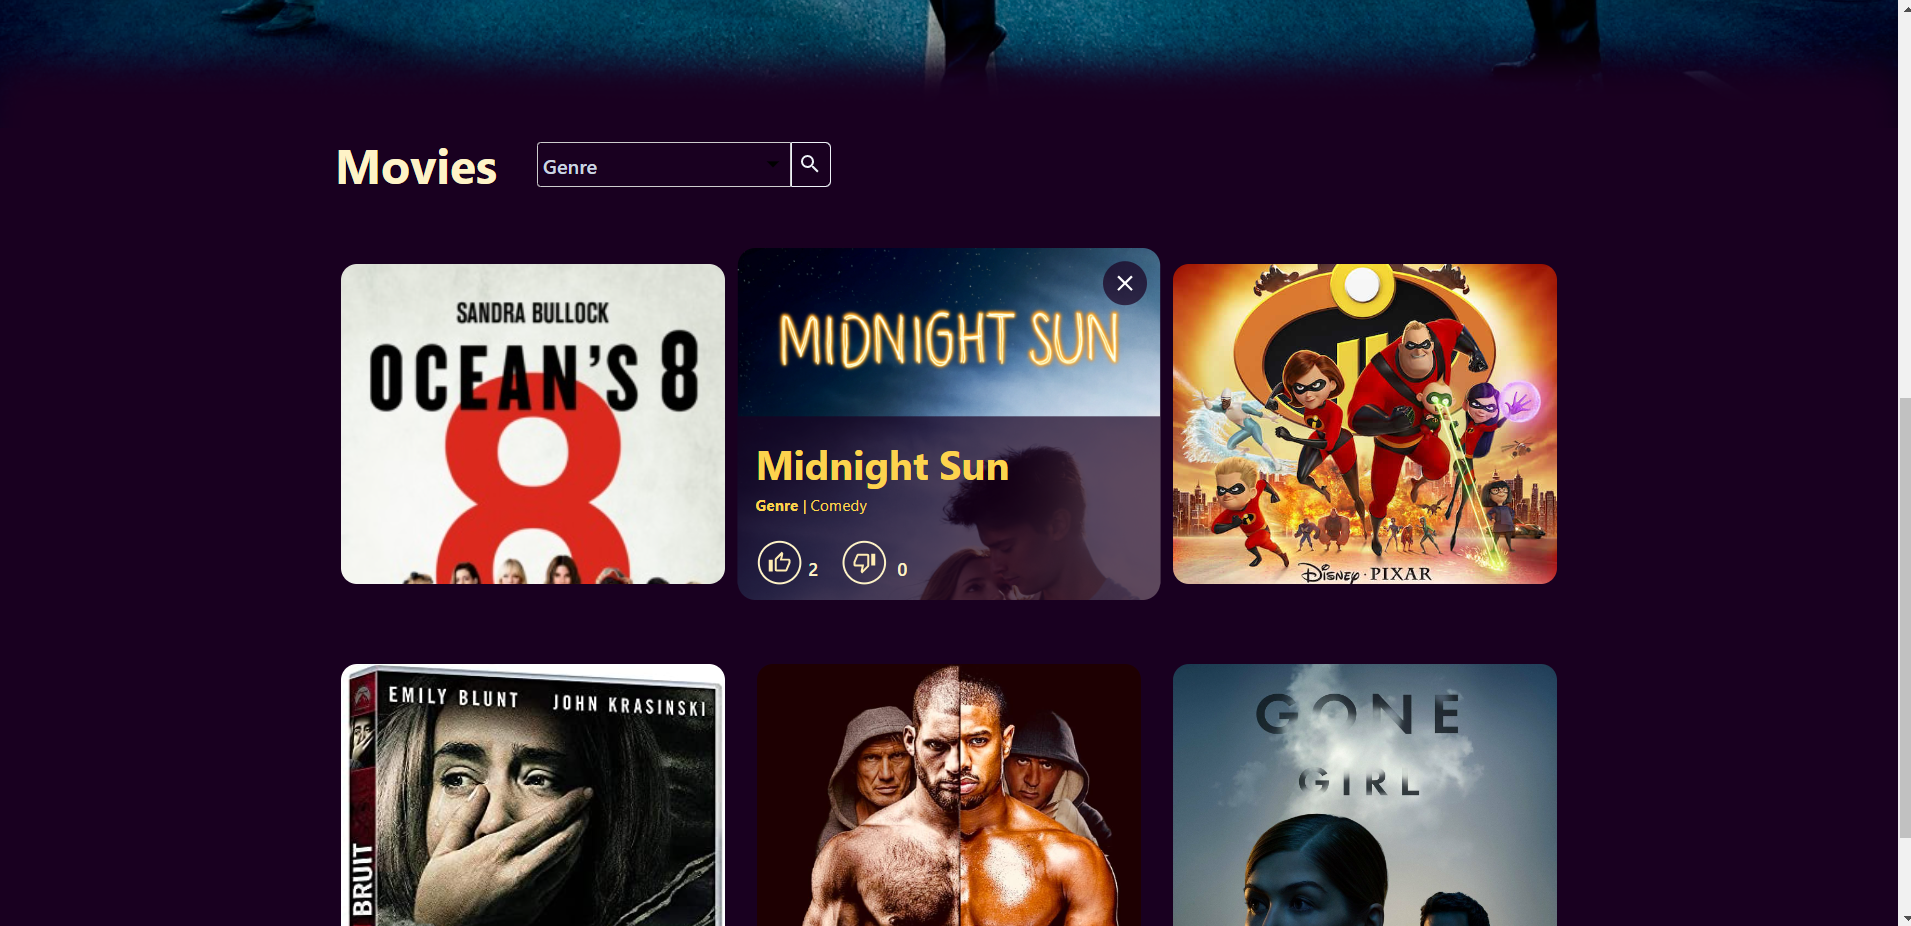 Movies
Genre
SANDRA BULLOCK
OCEAN'S 8
8
MIDNIGHT SUN
Midnight Sun
Genre | Comedy
2
0
DISNEY · PIXAR
EMILY BLUNT JOHN KRASINSKI
BRUIT
GONE
GIRL